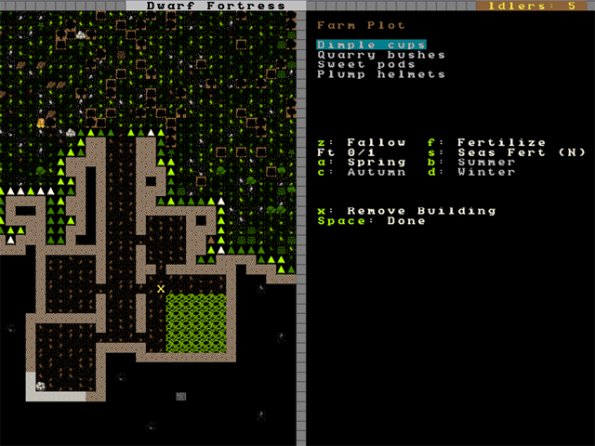 Dwarf Fortress
Idlers: 5
Farm Plot
Dimple cups
Quarry bushes
Sweet pods
Plump helmets
z: Fallow f: Fertilize
Ft 0/1 s: Seas Fert (N)
a: Spring b: Summer
c: Autumn d: Winter
x: Remove Building
Space: Done